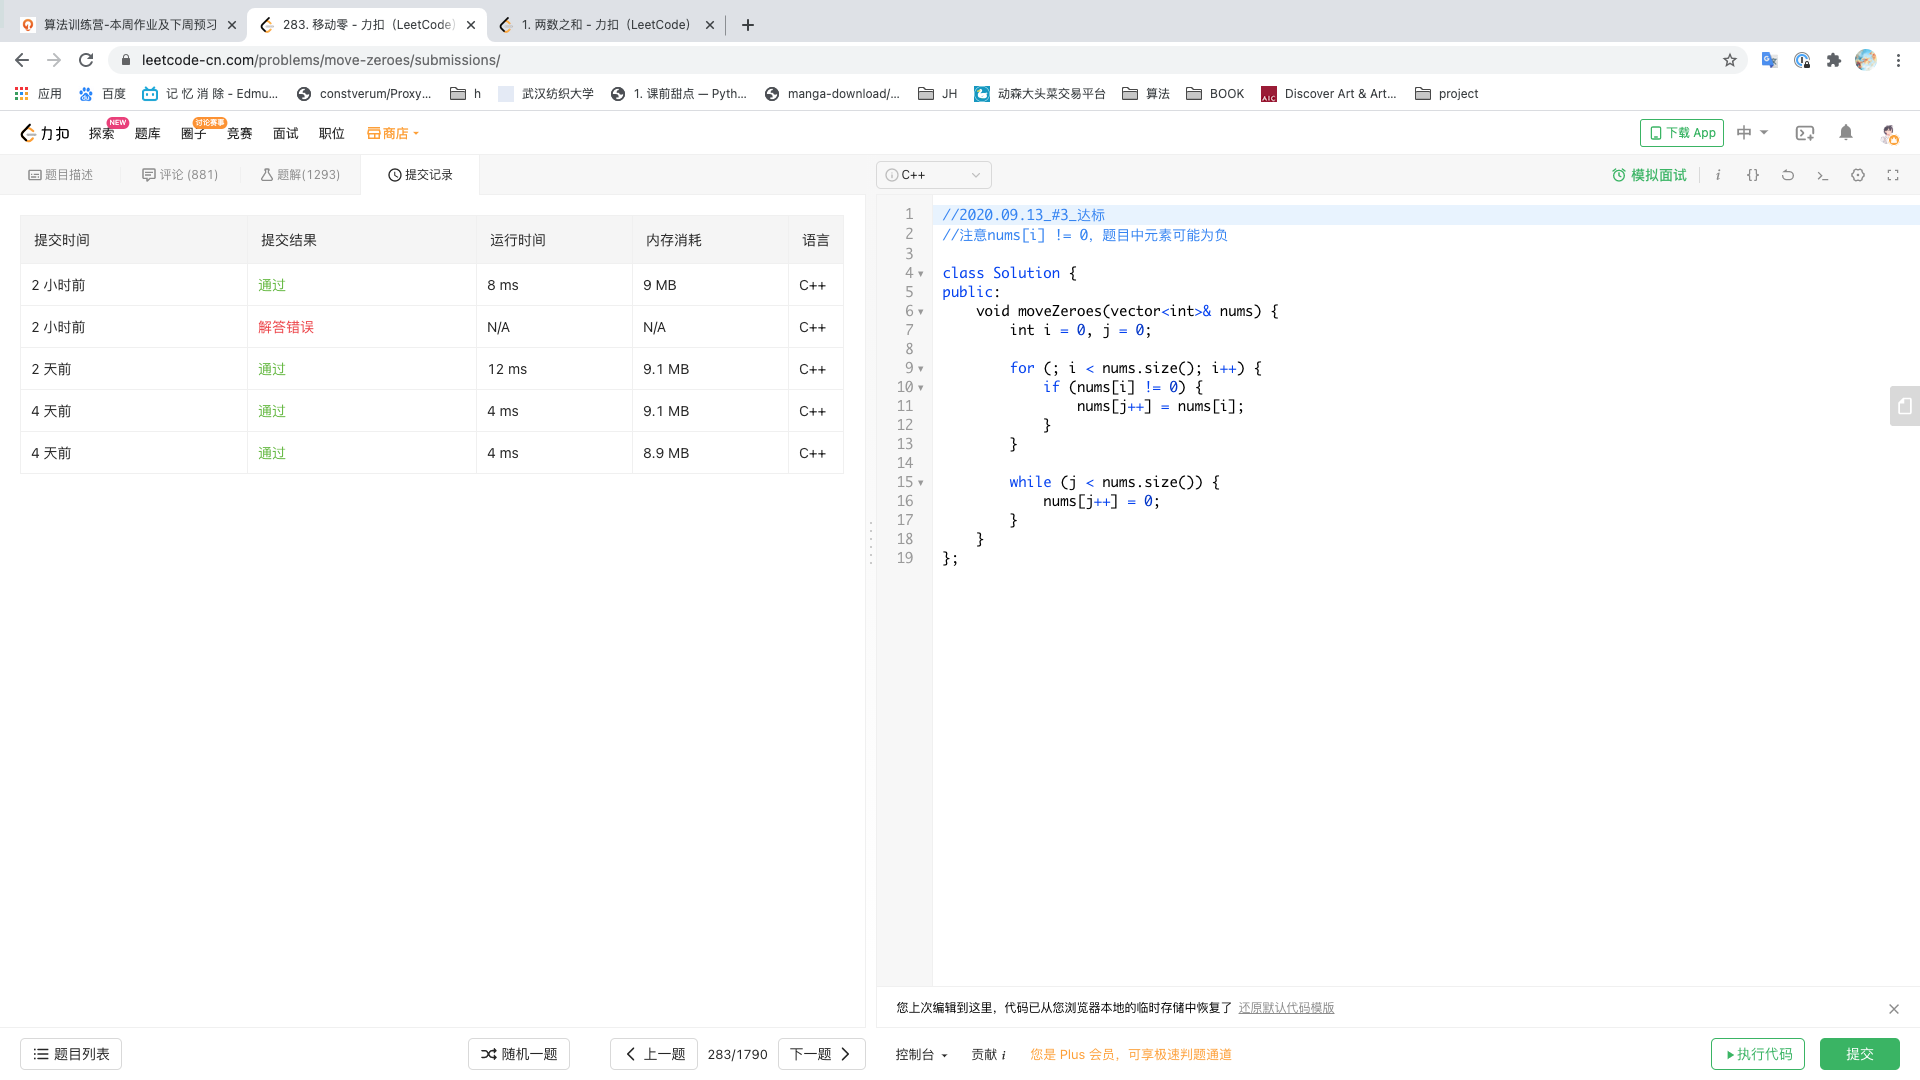 算法训练营-本周作业及下周预习
283. 移动零 - 力扣（LeetCode）
1. 两数之和 - 力扣（LeetCode）
leetcode-cn.com/problems/move-zeroes/submissions/
应用 百度 记 忆 消 除 - Edmu... constverum/Proxy... h 武汉纺织大学 1. 课前甜点 — Pyth... manga-download/... JH 动森大头菜交易平台 算法 BOOK Discover Art & Art... project
力扣 探索 NEW 题库 圈子 讨论赛事 竞赛 面试 职位 商店 下载 App 中
题目描述 评论 (881) 题解(1293) 提交记录
C++ 模拟面试 i {}
提交时间 提交结果 运行时间 内存消耗 语言
2 小时前 通过 8 ms 9 MB C++
2 小时前 解答错误 N/A N/A C++
2 天前 通过 12 ms 9.1 MB C++
4 天前 通过 4 ms 9.1 MB C++
4 天前 通过 4 ms 8.9 MB C++
1 //2020.09.13_#3_达标
2 //注意nums[i] != 0，题目中元素可能为负
3
4 class Solution {
5 public:
6     void moveZeroes(vector<int>& nums) {
7         int i = 0, j = 0;
8
9         for (; i < nums.size(); i++) {
10             if (nums[i] != 0) {
11                 nums[j++] = nums[i];
12             }
13         }
14
15         while (j < nums.size()) {
16             nums[j++] = 0;
17         }
18     }
19 };
您上次编辑到这里，代码已从您浏览器本地的临时存储中恢复了 还原默认代码模版
题目列表 随机一题 上一题 283/1790 下一题 控制台 贡献 i 您是 Plus 会员，可享极速判题通道 执行代码 提交